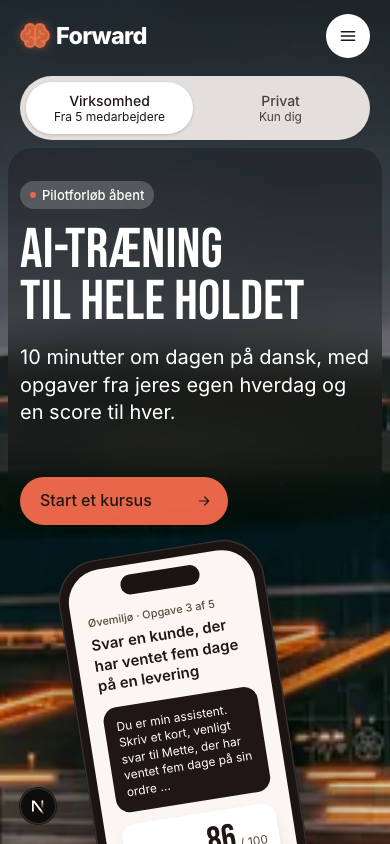 Forward
Virksomhed
Fra 5 medarbejdere
Privat
Kun dig
Pilotforløb åbent
AI-TRÆNING
TIL HELE HOLDET
10 minutter om dagen på dansk, med
opgaver fra jeres egen hverdag og
en score til hver.
Start et kursus →
Øvemiljø · Opgave 3 af 5
Svar en kunde, der
har ventet fem dage
på en levering
Du er min assistent.
Skriv et kort, venligt
svar til Mette, der har
ventet fem dage på sin
ordre ...
86 / 100
N